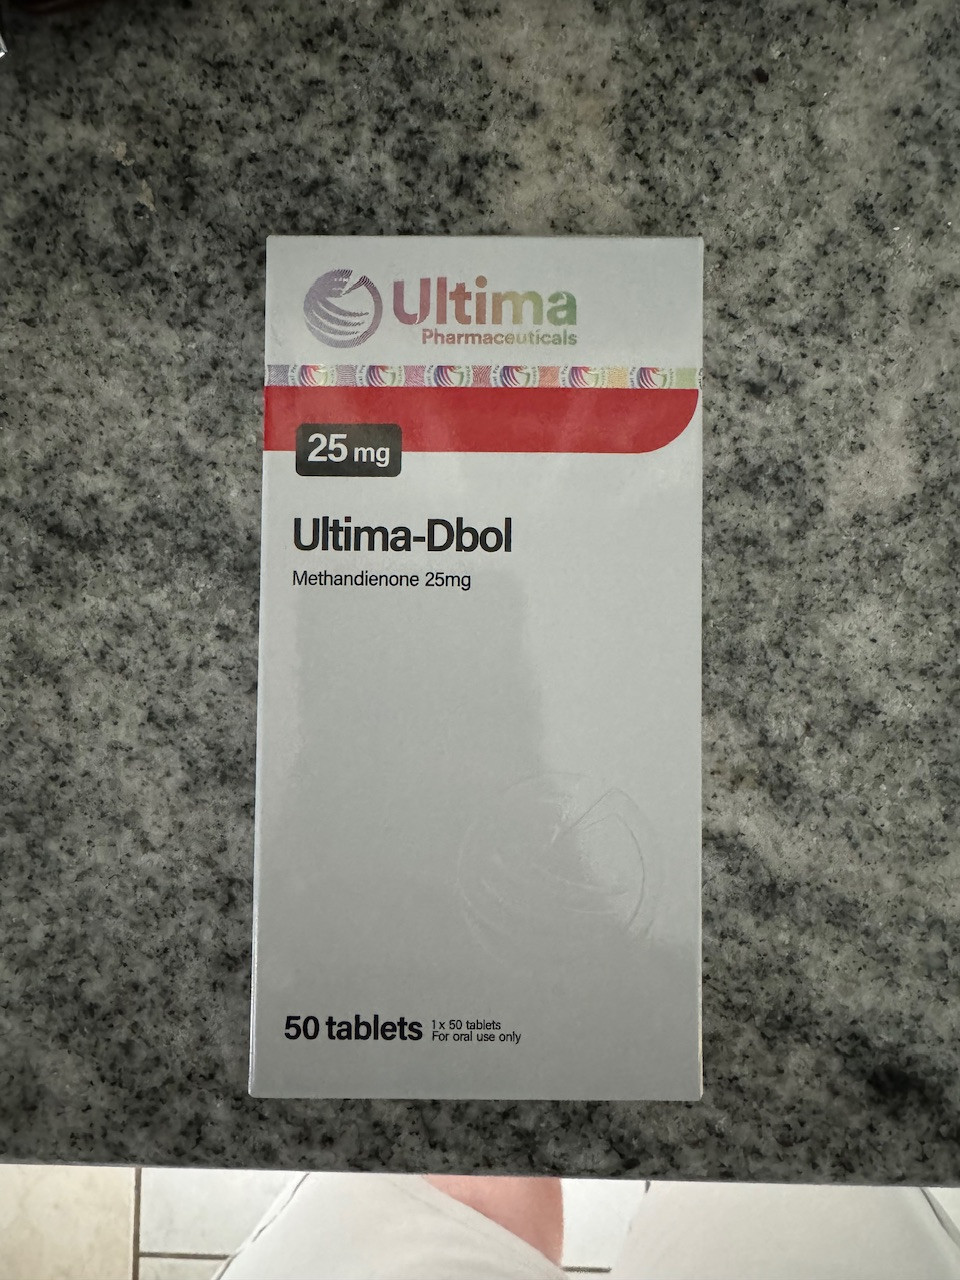 Ultima
Pharmaceuticals
25 mg
Ultima-Dbol
Methandienone 25mg
50 tablets
1 x 50 tablets
For oral use only